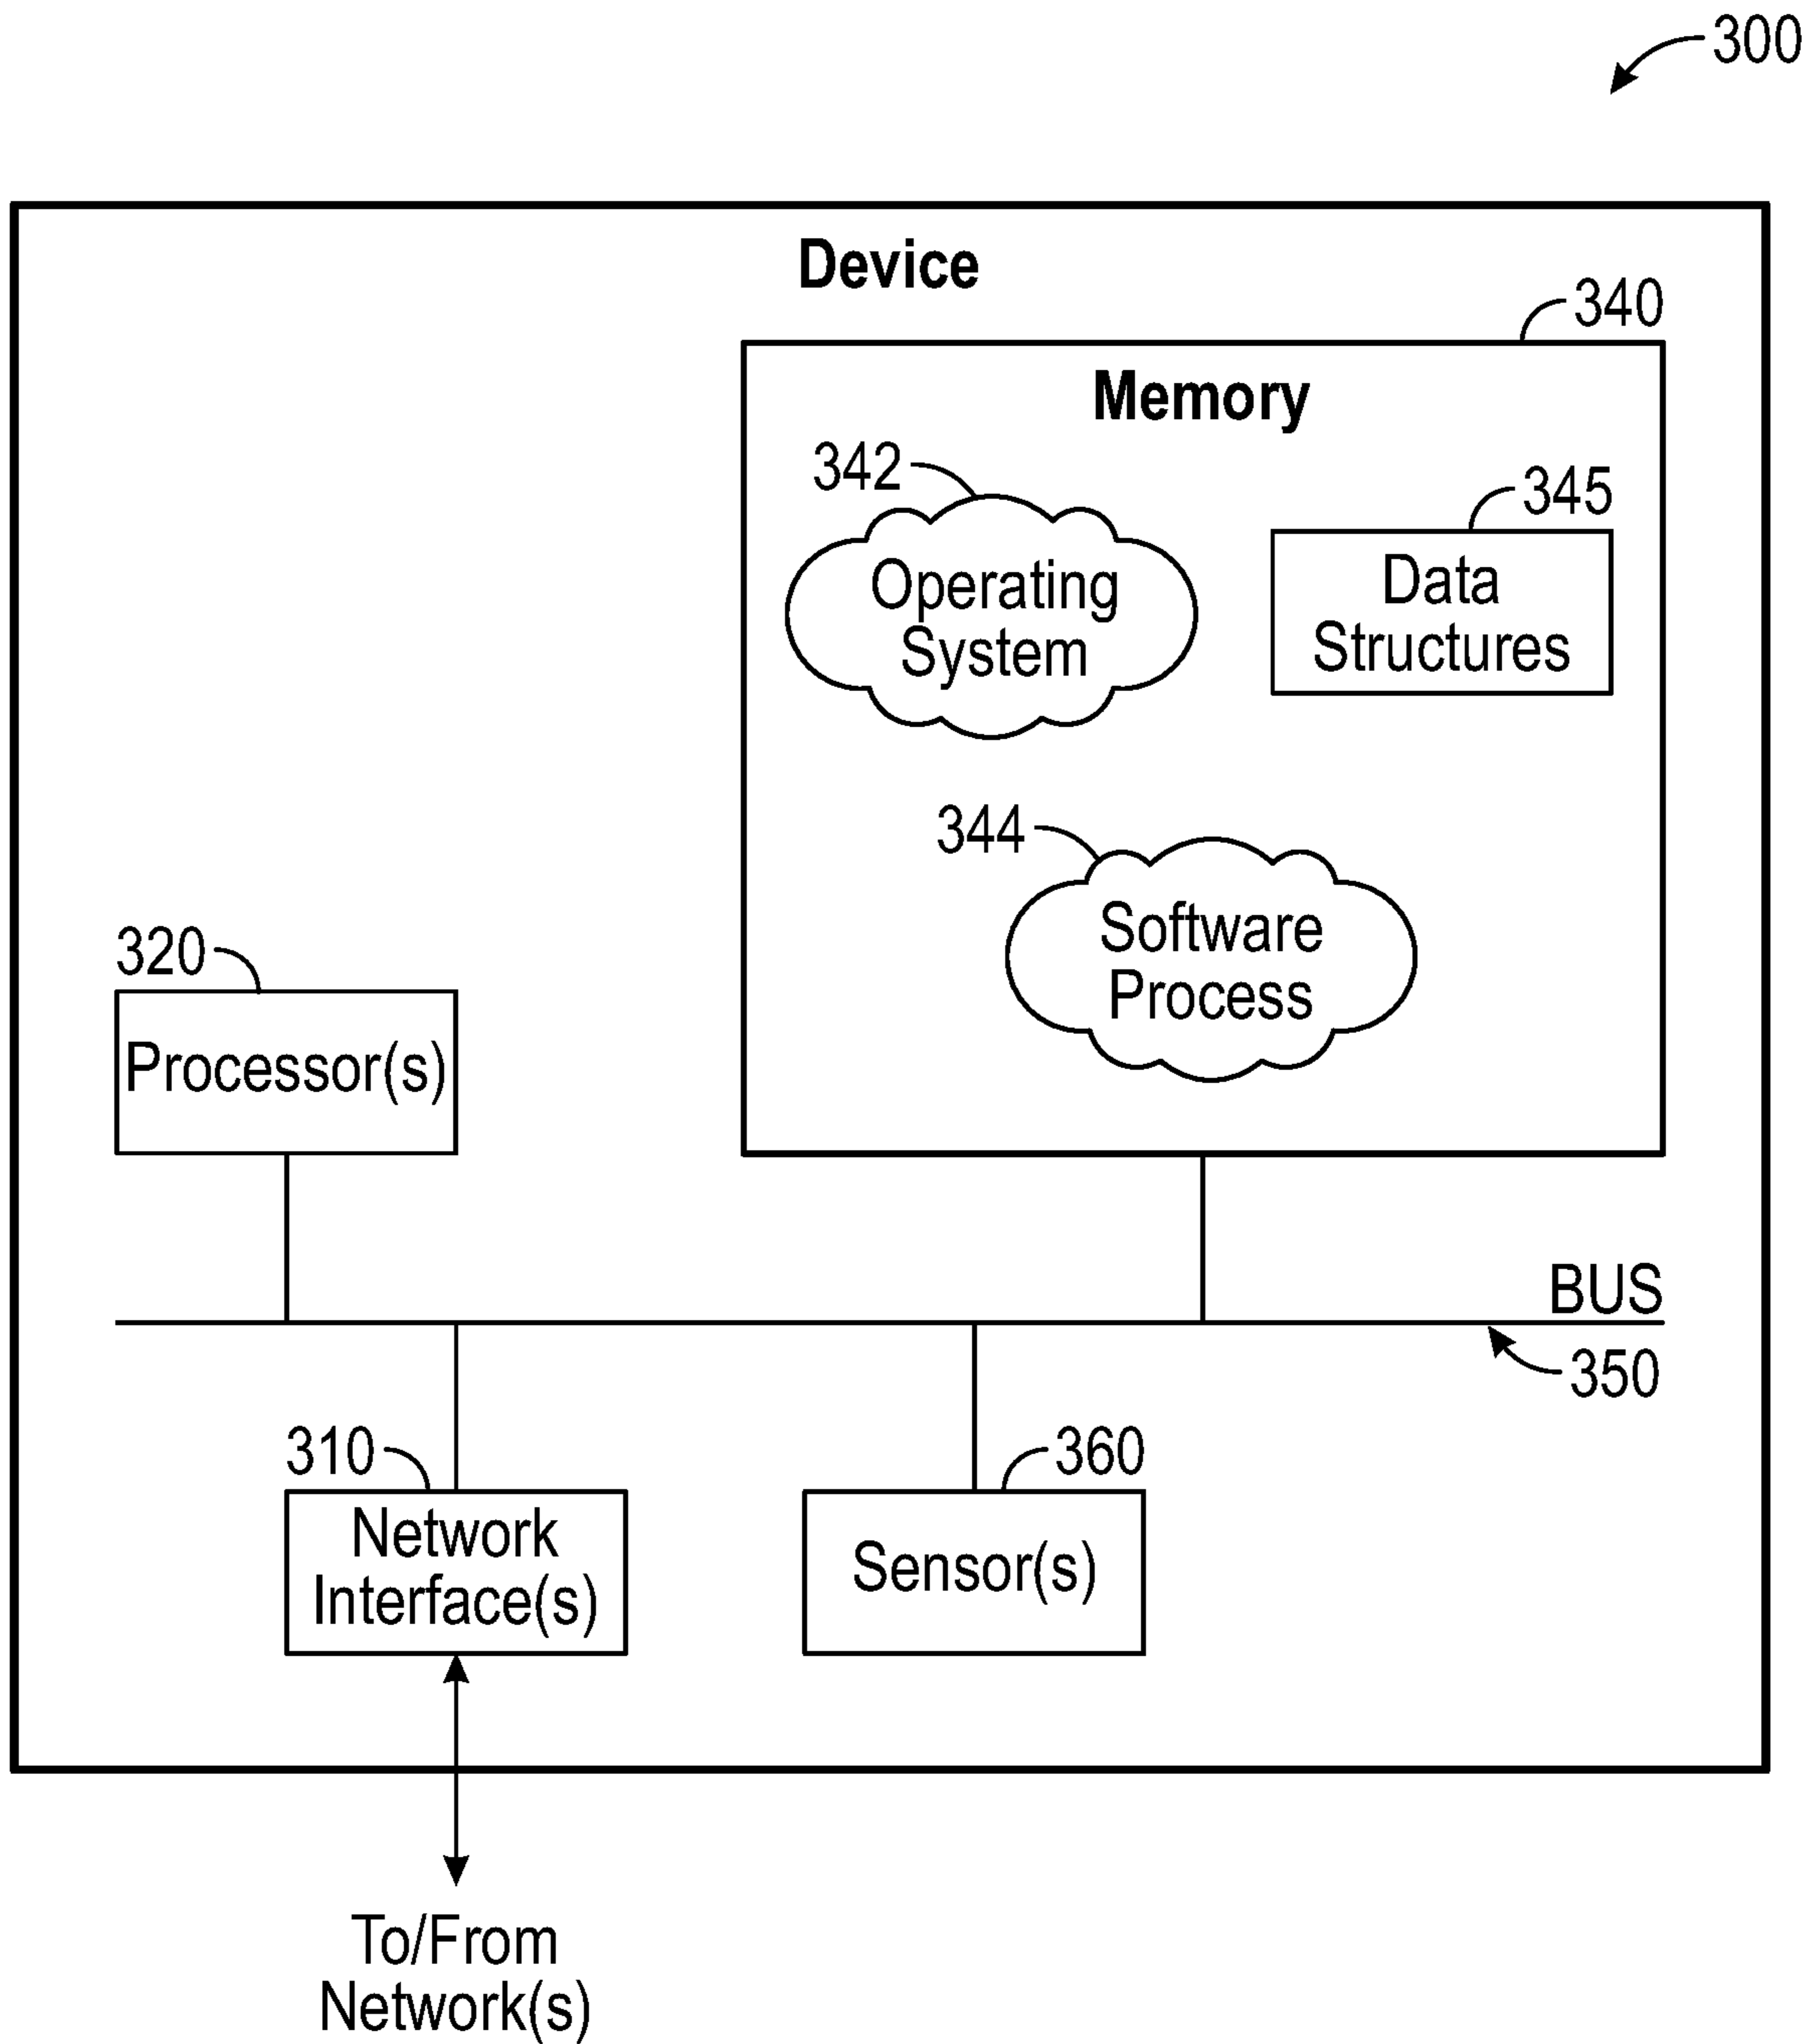 300
Device
340
Memory
342
345
Operating
System
Data
Structures
344
Software
Process
320
Processor(s)
BUS
350
310
360
Network
Interface(s)
Sensor(s)
To/From
Network(s)